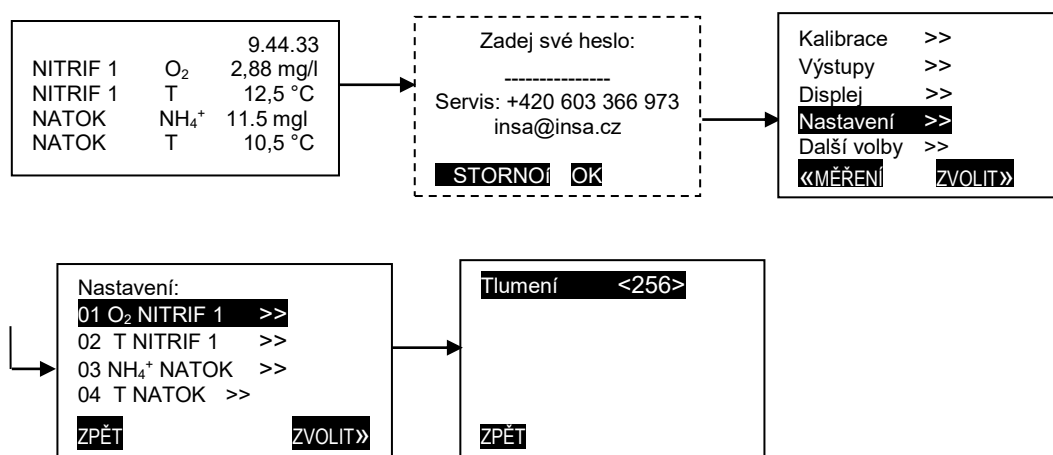 9.44.33
NITRIF 1 O₂ 2,88 mg/l
NITRIF 1 T 12,5 °C
NATOK NH₄⁺ 11.5 mgl
NATOK T 10,5 °C
Zadej své heslo:
---------------
Servis: +420 603 366 973
insa@insa.cz
STORNOí OK
Kalibrace >>
Výstupy >>
Displej >>
Nastavení >>
Další volby >>
«MĚŘENÍ ZVOLIT»
Nastavení:
01 O₂ NITRIF 1 >>
02 T NITRIF 1 >>
03 NH₄⁺ NATOK >>
04 T NATOK >>
ZPĚT ZVOLIT»
Tlumení <256>
ZPĚT